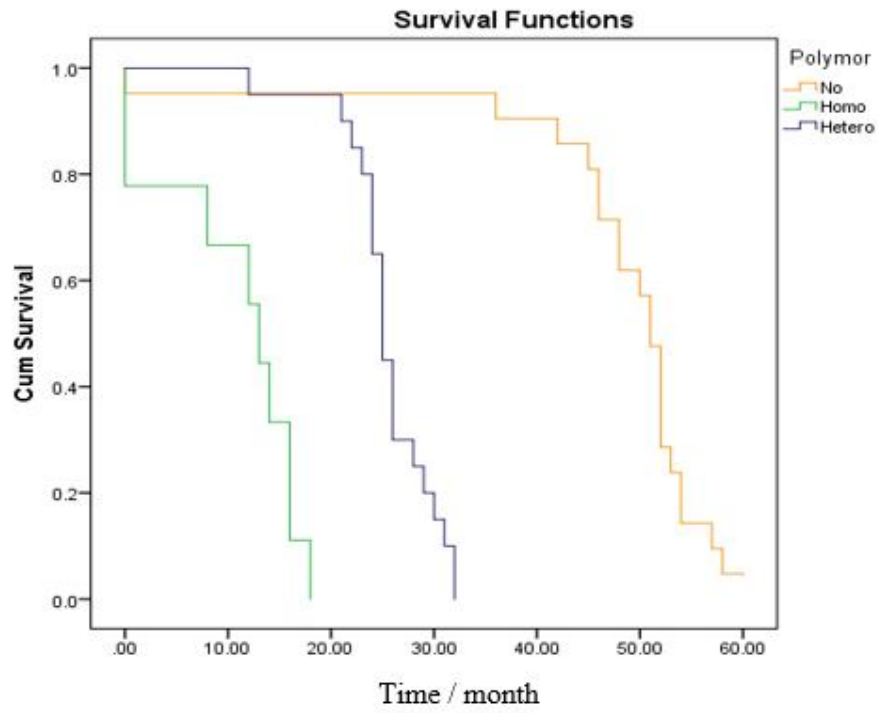 Survival Functions
Polymor
No
Homo
Hetero
1.0
0.8
0.6
0.4
0.2
0.0
Cum Survival
.00 10.00 20.00 30.00 40.00 50.00 60.00
Time / month